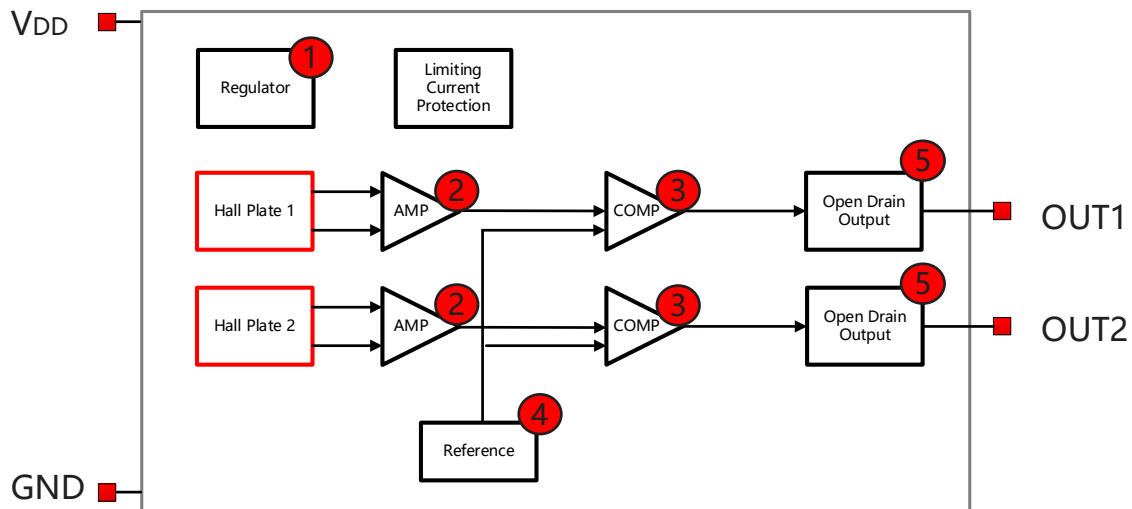 VDD
1
Regulator
Limiting
Current
Protection
Hall Plate 1
AMP
2
COMP
3
Open Drain
Output
5
OUT1
Hall Plate 2
AMP
2
COMP
3
Open Drain
Output
5
OUT2
4
Reference
GND